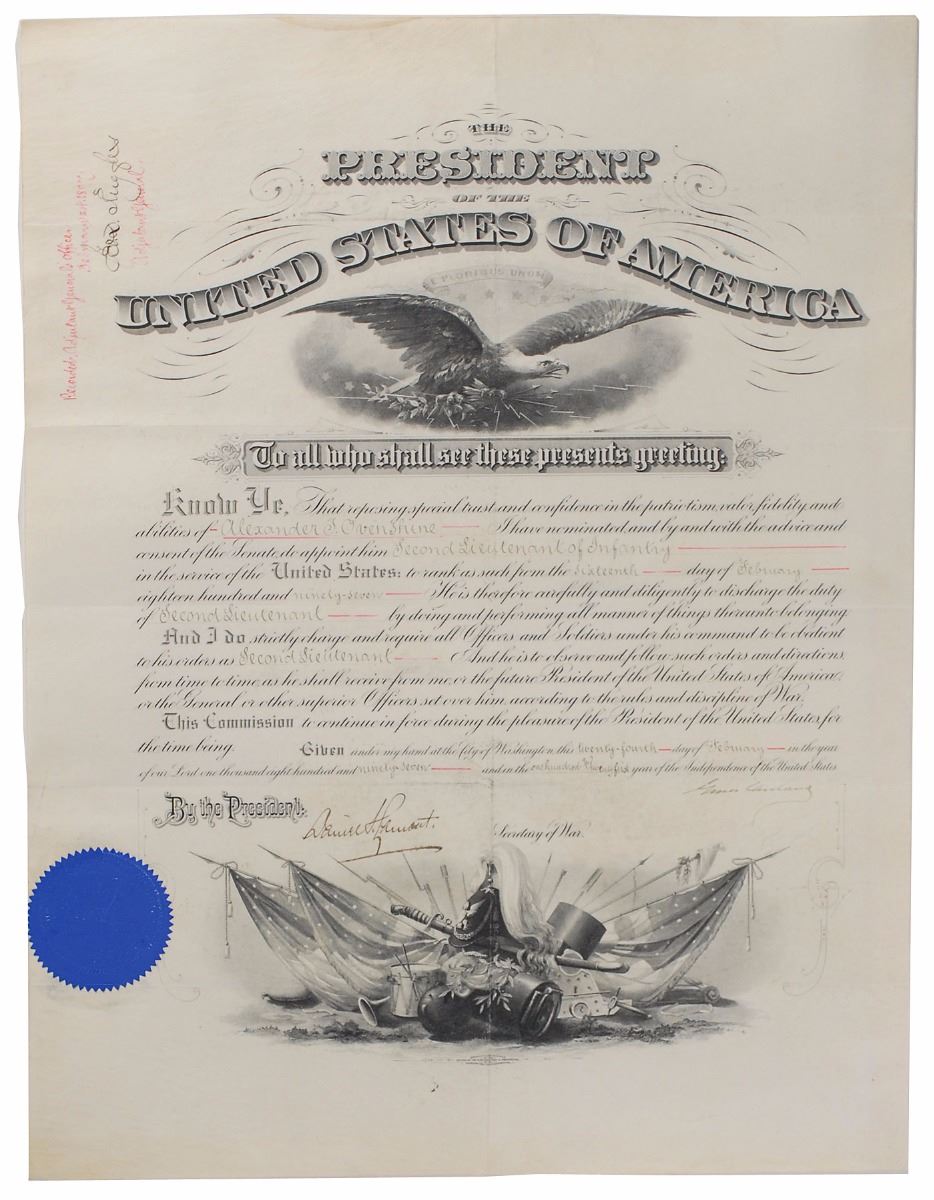 THE
PRESIDENT
OF THE
UNITED STATES OF AMERICA
E PLURIBUS UNUM
To all who shall see these presents greeting:
Know Ye, That reposing special trust and confidence in the patriotism, valor, fidelity and
abilities of Alexander T. Ovenshine I have nominated and by and with the advice and
consent of the Senate, do appoint him Second Lieutenant of Infantry
in the service of the United States: to rank as such from the sixteenth day of February
eighteen hundred and ninety-seven He is therefore carefully and diligently to discharge the duty
of Second Lieutenant by doing and performing all manner of things thereunto belonging
And I do strictly charge and require all Officers and Soldiers under his command to be obedient
to his orders as Second Lieutenant And he is to observe and follow such orders and directions,
from time to time, as he shall receive from me, or the future President of the United States of America,
or the General or other superior Officers set over him, according to the rules and discipline of War.
This Commission to continue in force during the pleasure of the President of the United States, for
the time being. Given under my hand at the City of Washington, this twenty-fourth day of February in the year
of our Lord one thousand eight hundred and ninety-seven and in the one hundred year of the Independence of the United States
By the President:
Daniel S. Lamont.
Secretary of War.
Recorded Adjutant General's Office
Adjutant General